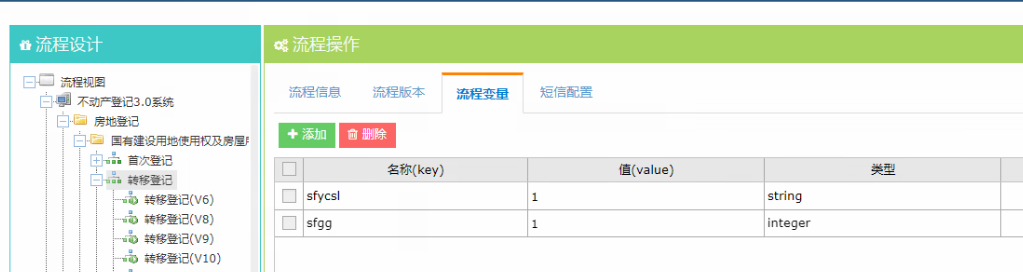 流程设计
流程视图
不动产登记3.0系统
房地登记
国有建设用地使用权及房屋
首次登记
转移登记
转移登记(V6)
转移登记(V8)
转移登记(V9)
转移登记(V10)
流程操作
流程信息 流程版本 流程变量 短信配置
添加 删除
名称(key) 值(value) 类型
sfycsl 1 string
sfgg 1 integer